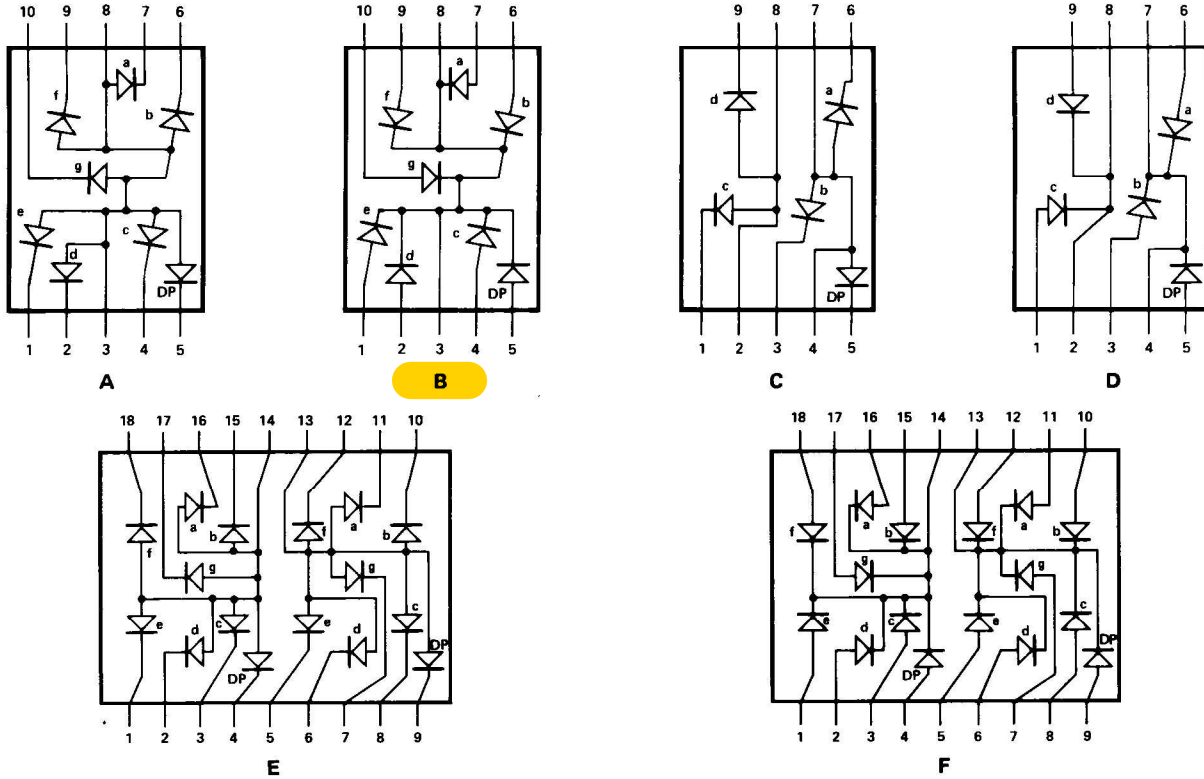 10 9 8 7 6
10 9 8 7 6
9 8 7 6
9 8 7 6
a
f
b
g
e
c
d
DP
1 2 3 4 5
A
a
f
b
g
e
c
d
DP
1 2 3 4 5
B
d
a
c
b
DP
1 2 3 4 5
C
d
a
c
b
DP
1 2 3 4 5
D
18 17 16 15 14 13 12 11 10
a a
f b f b
g g
e c e c
d d
DP DP
1 2 3 4 5 6 7 8 9
E
18 17 16 15 14 13 12 11 10
a a
f b f b
g g
e c e c
d d
DP DP
1 2 3 4 5 6 7 8 9
F